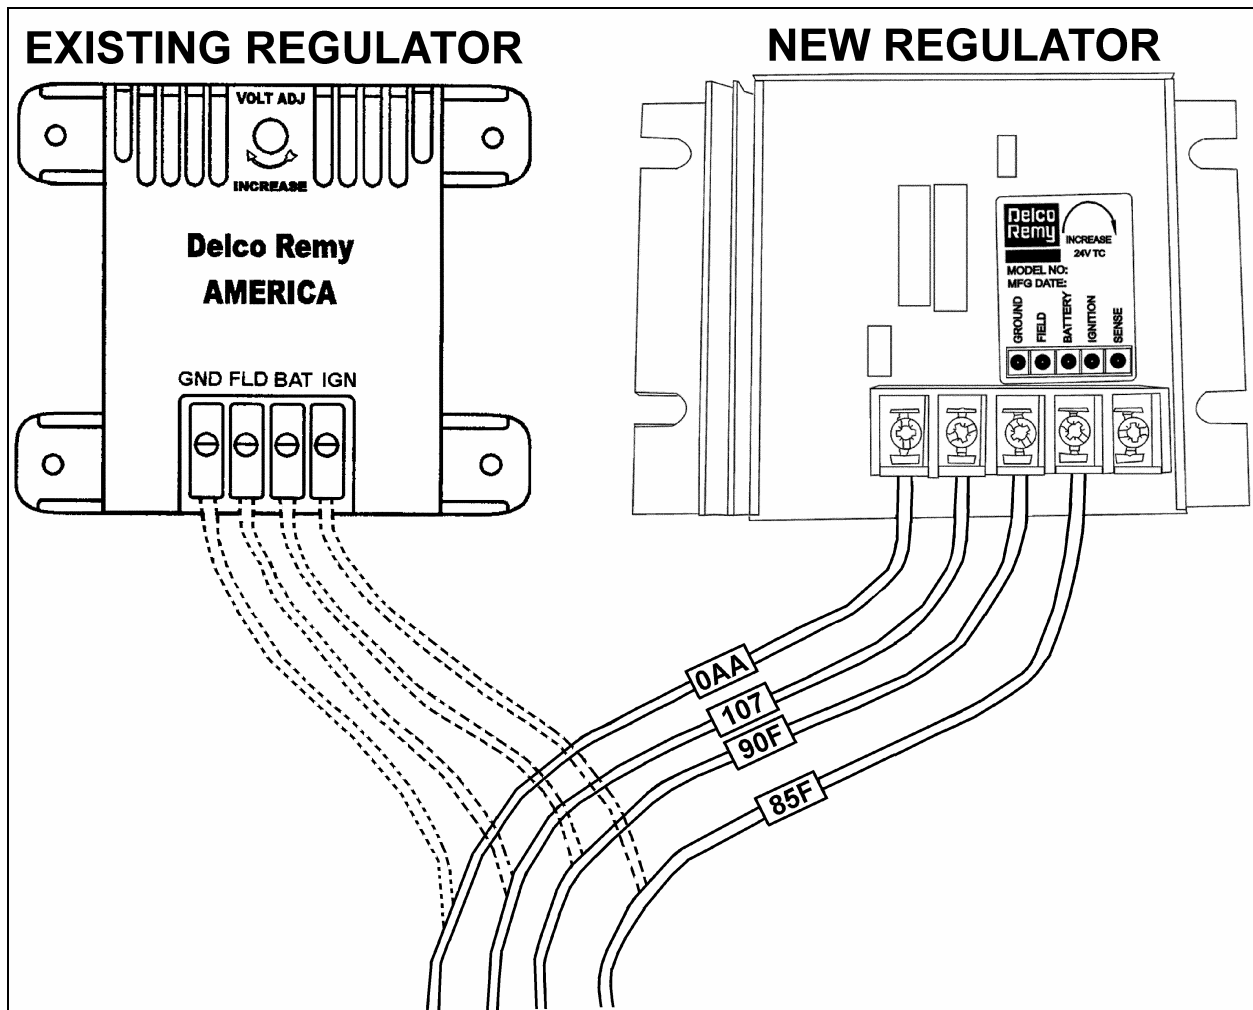 EXISTING REGULATOR
NEW REGULATOR
VOLT ADJ
INCREASE
Delco Remy
AMERICA
GND FLD BAT IGN
Delco
Remy
INCREASE
24V TC
MODEL NO:
MFG DATE:
GROUND
FIELD
BATTERY
IGNITION
SENSE
0AA
107
90F
85F